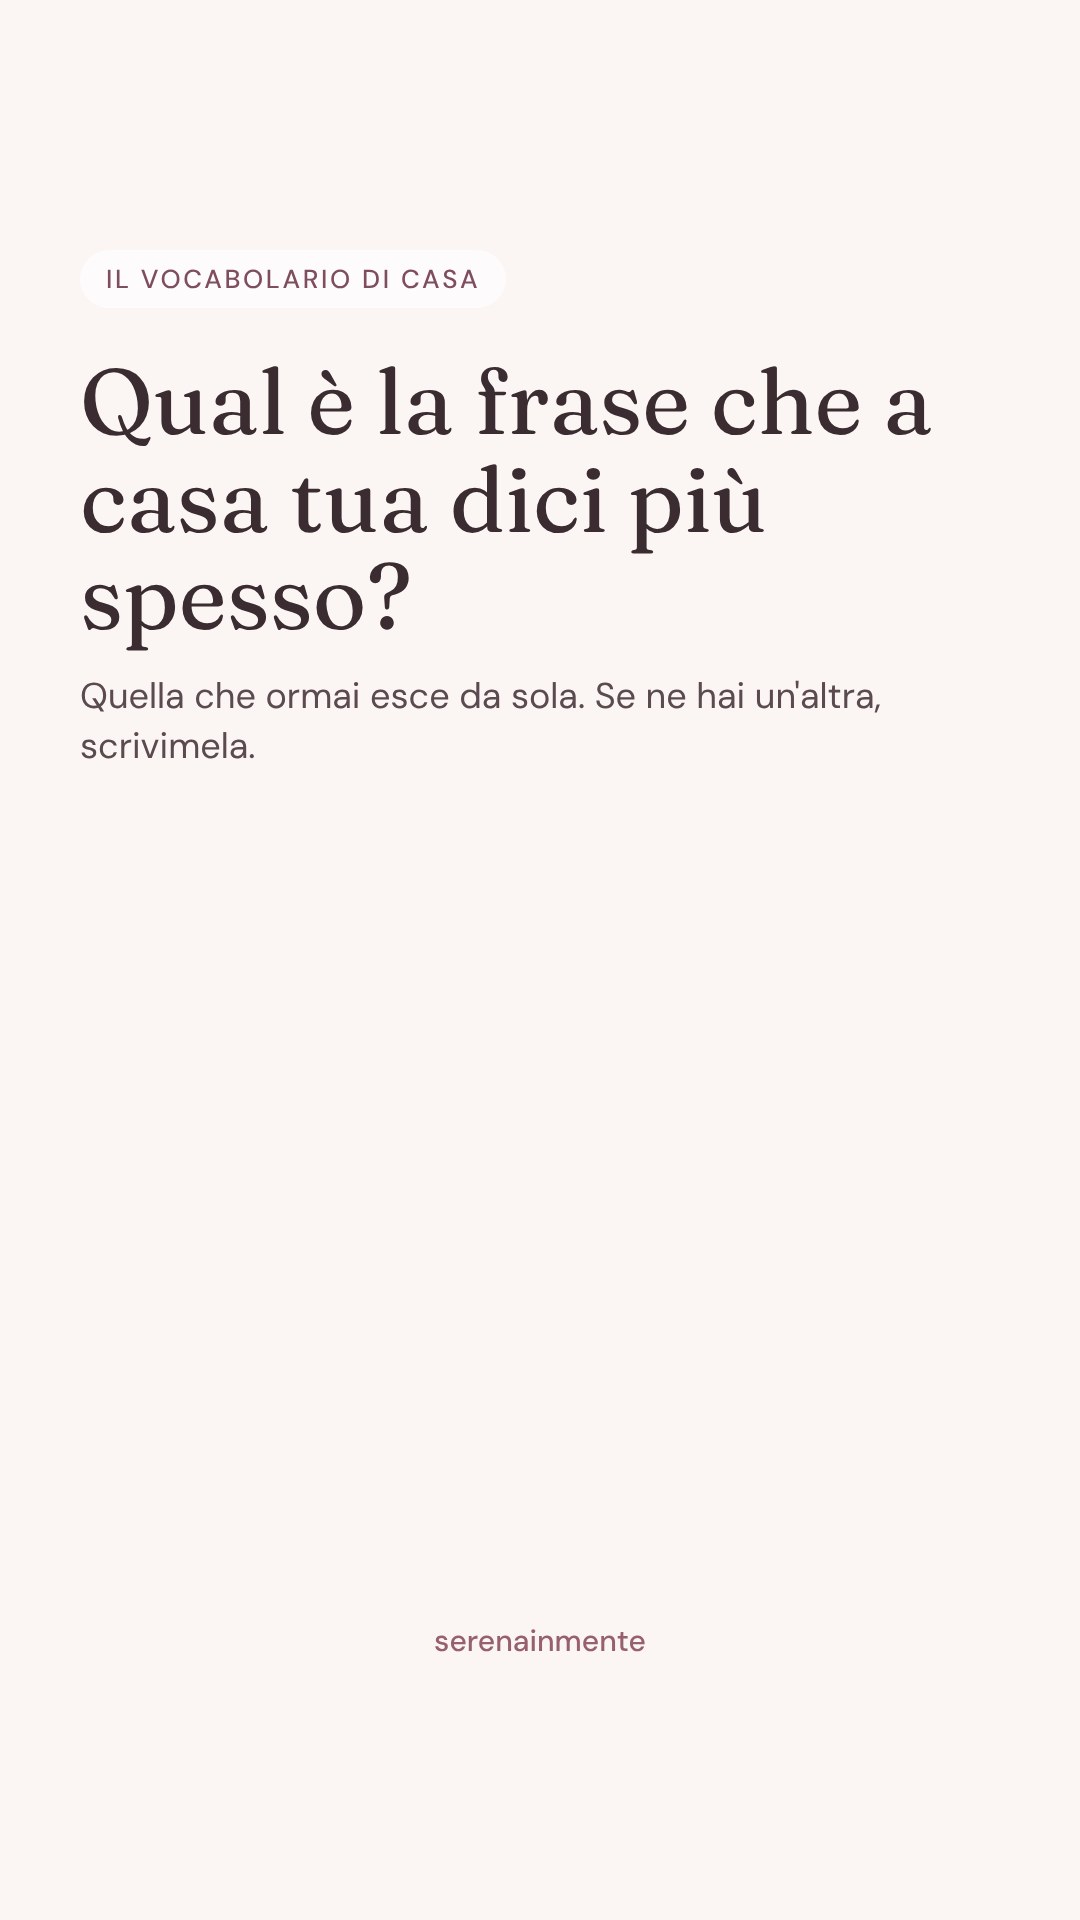 IL VOCABOLARIO DI CASA
Qual è la frase che a
casa tua dici più
spesso?
Quella che ormai esce da sola. Se ne hai un'altra,
scrivimela.
serenainmente